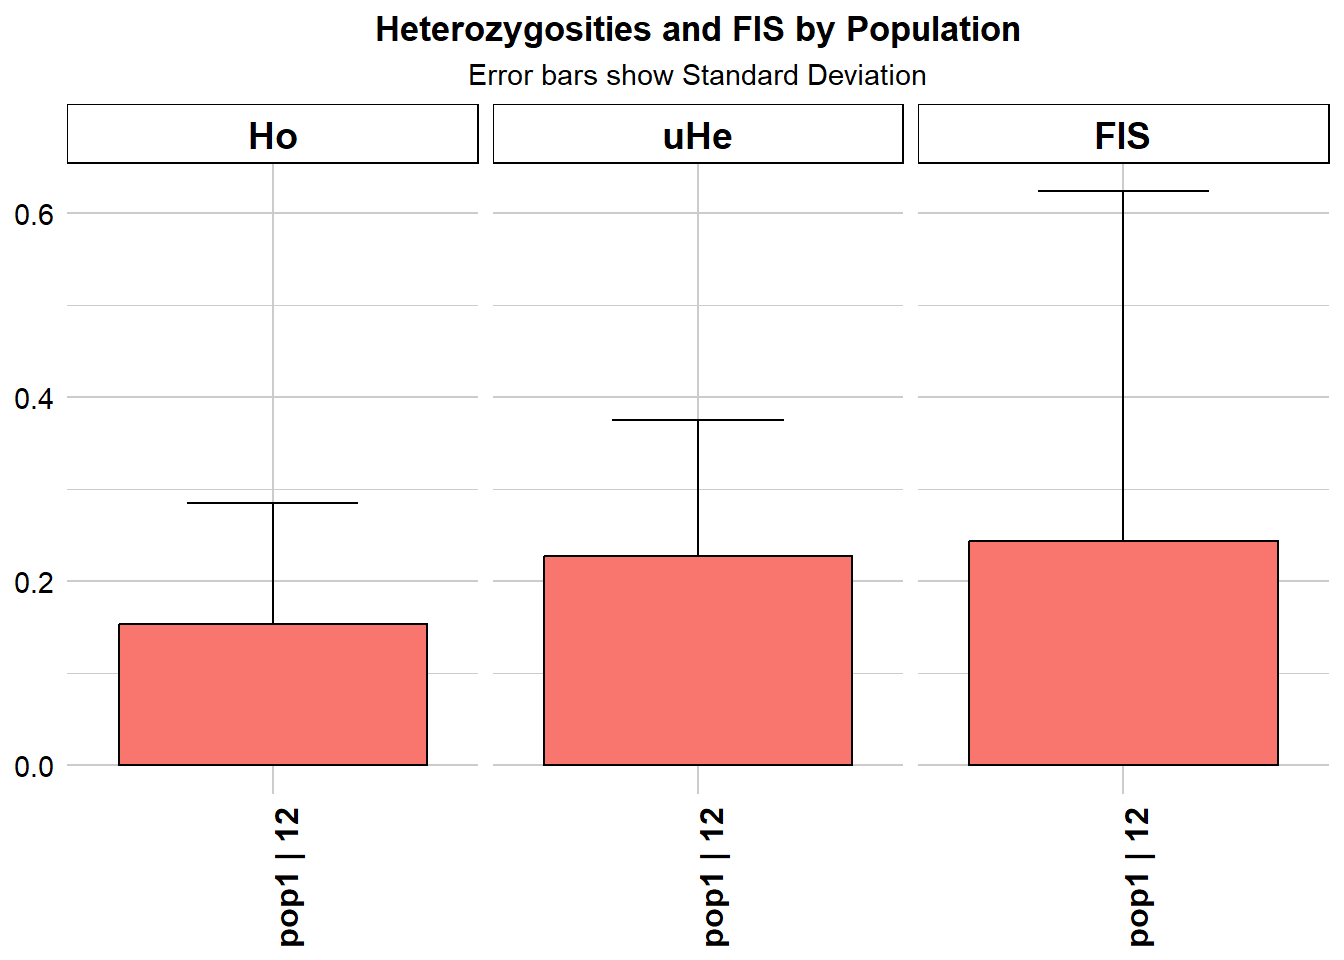 Heterozygosities and FIS by Population
Error bars show Standard Deviation
Ho
uHe
FIS
0.6
0.4
0.2
0.0
pop1 | 12
pop1 | 12
pop1 | 12